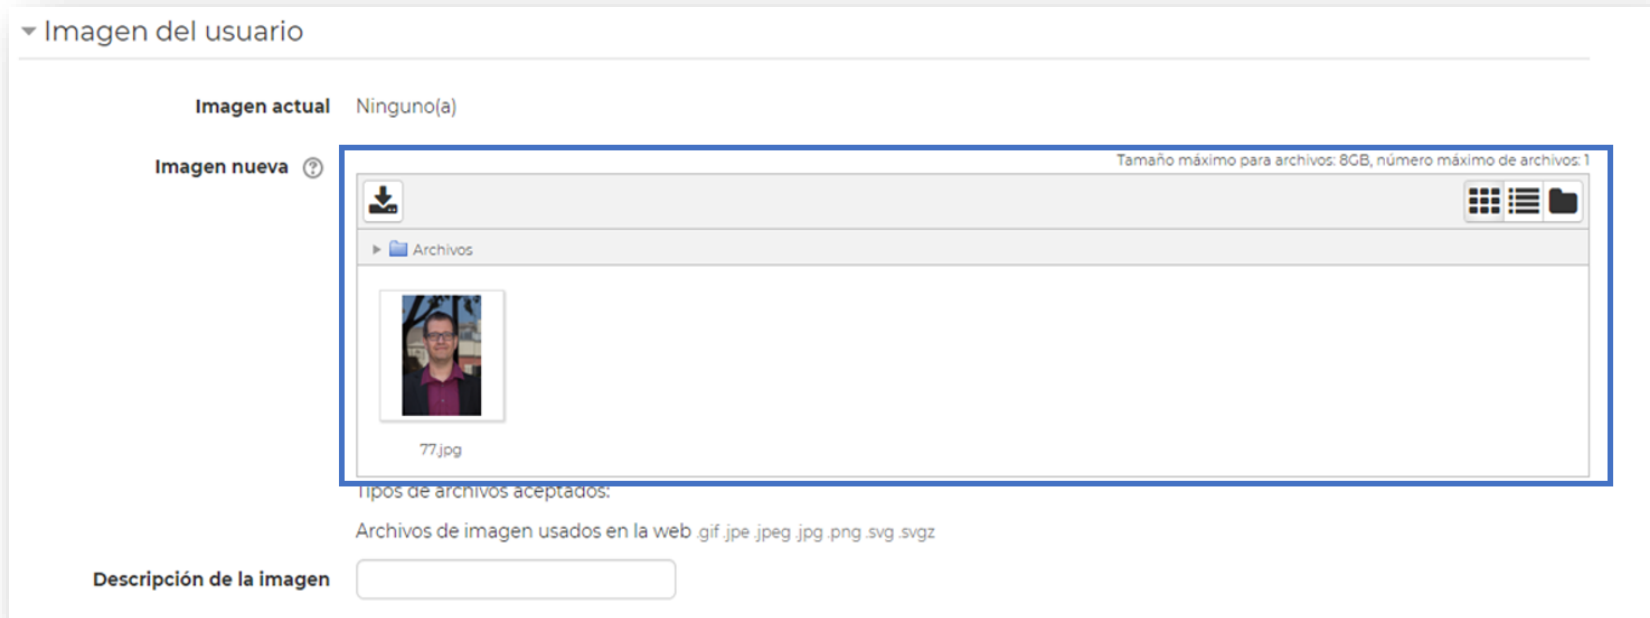 Imagen del usuario
Imagen actual Ninguno(a)
Imagen nueva
Tamaño máximo para archivos: 8GB, número máximo de archivos: 1
Archivos
77.jpg
Tipos de archivos aceptados:
Archivos de imagen usados en la web .gif .jpe .jpeg .jpg .png .svg .svgz
Descripción de la imagen